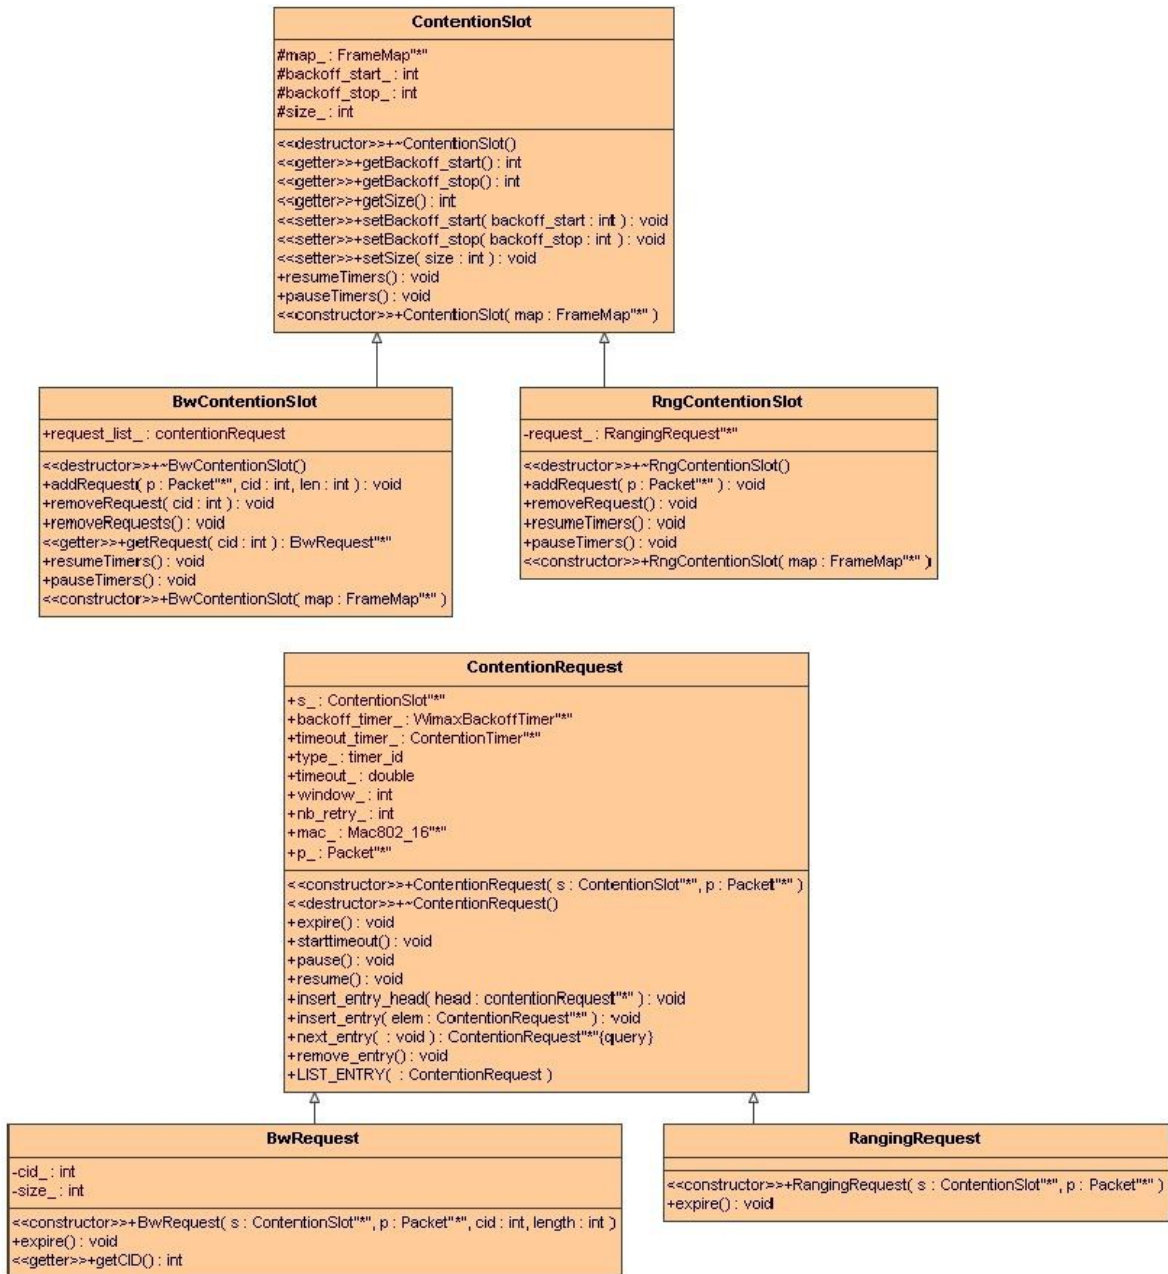 ContentionSlot
#map_ : FrameMap"*"
#backoff_start_ : int
#backoff_stop_ : int
#size_ : int
<<destructor>>+~ContentionSlot()
<<getter>>+getBackoff_start() : int
<<getter>>+getBackoff_stop() : int
<<getter>>+getSize() : int
<<setter>>+setBackoff_start( backoff_start : int ) : void
<<setter>>+setBackoff_stop( backoff_stop : int ) : void
<<setter>>+setSize( size : int ) : void
+resumeTimers() : void
+pauseTimers() : void
<<constructor>>+ContentionSlot( map : FrameMap"*" )
BwContentionSlot
+request_list_ : contentionRequest
<<destructor>>+~BwContentionSlot()
+addRequest( p : Packet"*", cid : int, len : int ) : void
+removeRequest( cid : int ) : void
+removeRequests() : void
<<getter>>+getRequest( cid : int ) : BwRequest"*"
+resumeTimers() : void
+pauseTimers() : void
<<constructor>>+BwContentionSlot( map : FrameMap"*" )
RngContentionSlot
-request_ : RangingRequest"*"
<<destructor>>+~RngContentionSlot()
+addRequest( p : Packet"*" ) : void
+removeRequest() : void
+resumeTimers() : void
+pauseTimers() : void
<<constructor>>+RngContentionSlot( map : FrameMap"*" )
ContentionRequest
+s_ : ContentionSlot"*"
+backoff_timer_ : WimaxBackoffTimer"*"
+timeout_timer_ : ContentionTimer"*"
+type_ : timer_id
+timeout_ : double
+window_ : int
+nb_retry_ : int
+mac_ : Mac802_16"*"
+p_ : Packet"*"
<<constructor>>+ContentionRequest( s : ContentionSlot"*", p : Packet"*" )
<<destructor>>+~ContentionRequest()
+expire() : void
+starttimeout() : void
+pause() : void
+resume() : void
+insert_entry_head( head : contentionRequest"*" ) : void
+insert_entry( elem : ContentionRequest"*" ) : void
+next_entry(  : void ) : ContentionRequest"*"{query}
+remove_entry() : void
+LIST_ENTRY(  : ContentionRequest )
BwRequest
-cid_ : int
-size_ : int
<<constructor>>+BwRequest( s : ContentionSlot"*", p : Packet"*", cid : int, length : int )
+expire() : void
<<getter>>+getCID() : int
RangingRequest
<<constructor>>+RangingRequest( s : ContentionSlot"*", p : Packet"*" )
+expire() : void